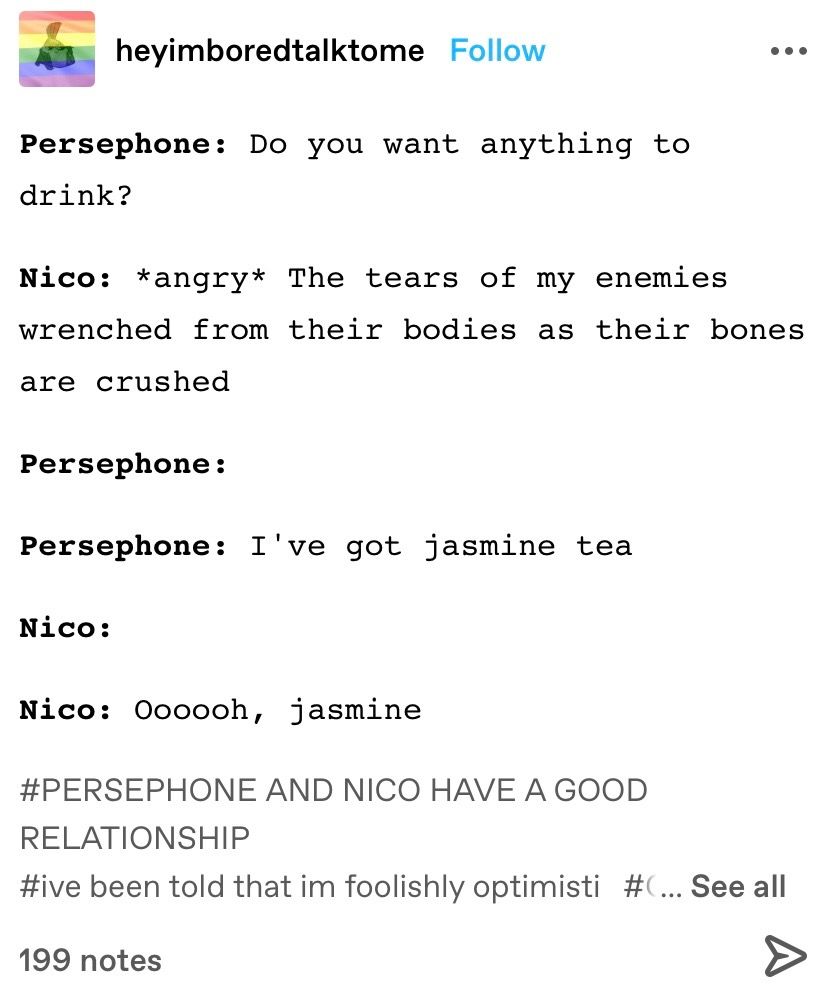 heyimboredtalktome Follow
Persephone: Do you want anything to
drink?
Nico: *angry* The tears of my enemies
wrenched from their bodies as their bones
are crushed
Persephone:
Persephone: I've got jasmine tea
Nico:
Nico: Oooooh, jasmine
#PERSEPHONE AND NICO HAVE A GOOD
RELATIONSHIP
#ive been told that im foolishly optimisti #... See all
199 notes